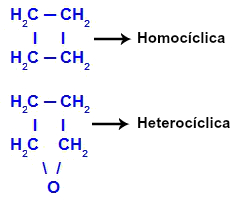 H₂C – CH₂
H₂C – CH₂
Homocíclica
H₂C – CH₂
H₂C CH₂
O
Heterocíclica